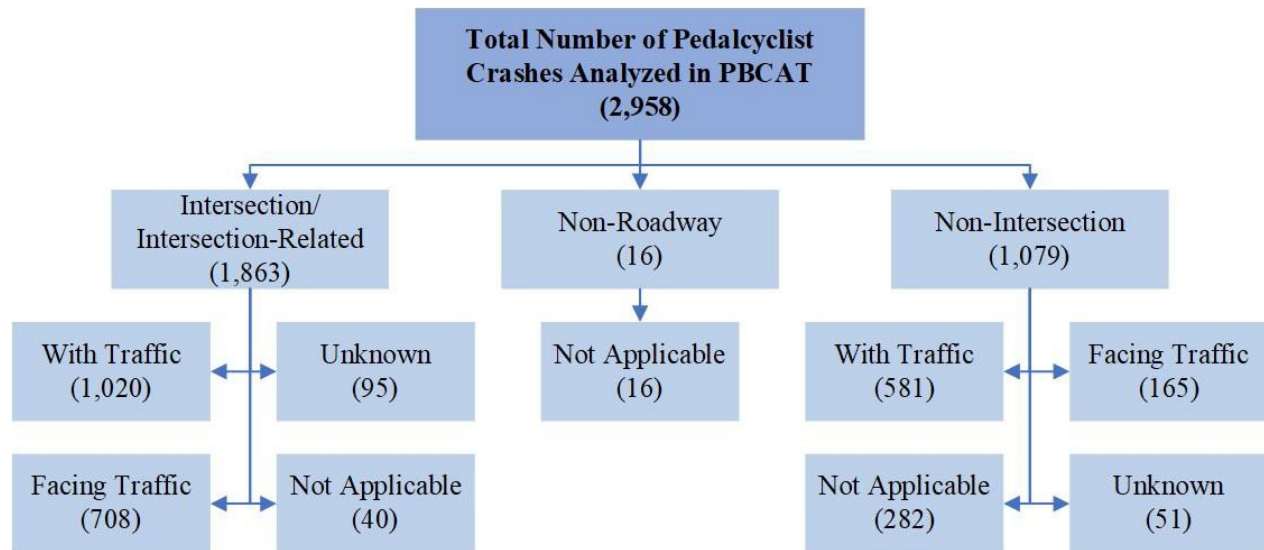 Total Number of Pedalcyclist
Crashes Analyzed in PBCAT
(2,958)
Intersection/
Intersection-Related
(1,863)
Non-Roadway
(16)
Non-Intersection
(1,079)
With Traffic
(1,020)
Unknown
(95)
Not Applicable
(16)
With Traffic
(581)
Facing Traffic
(165)
Facing Traffic
(708)
Not Applicable
(40)
Not Applicable
(282)
Unknown
(51)